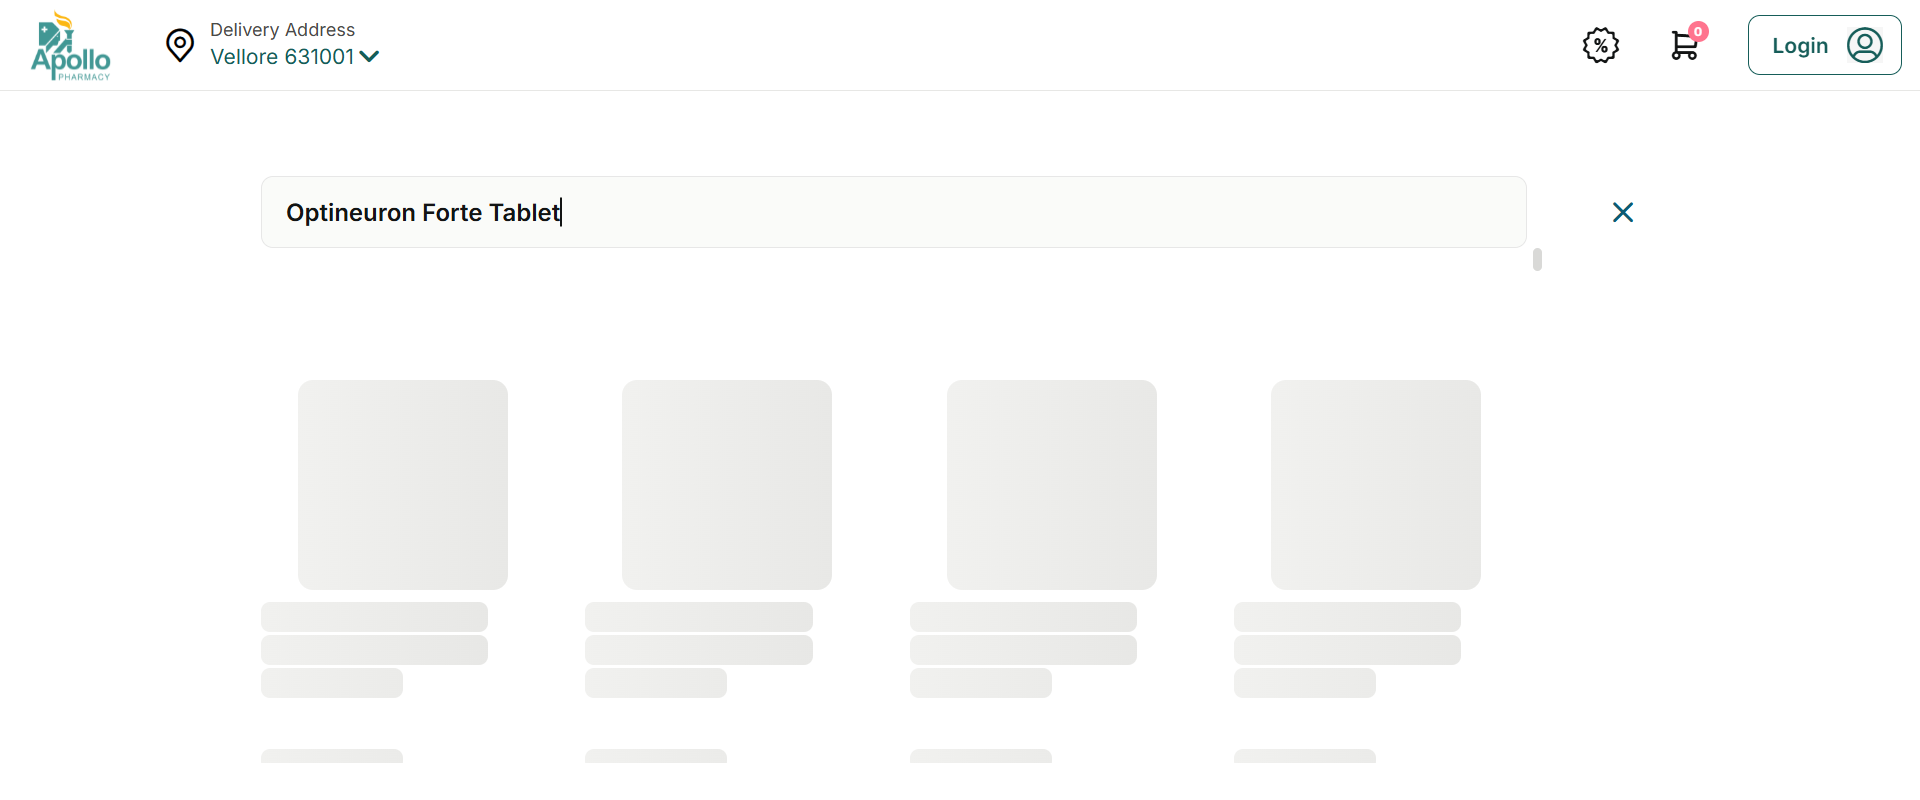 Apollo
PHARMACY
Delivery Address
Vellore 631001
%
0
Login
Optineuron Forte Tablet